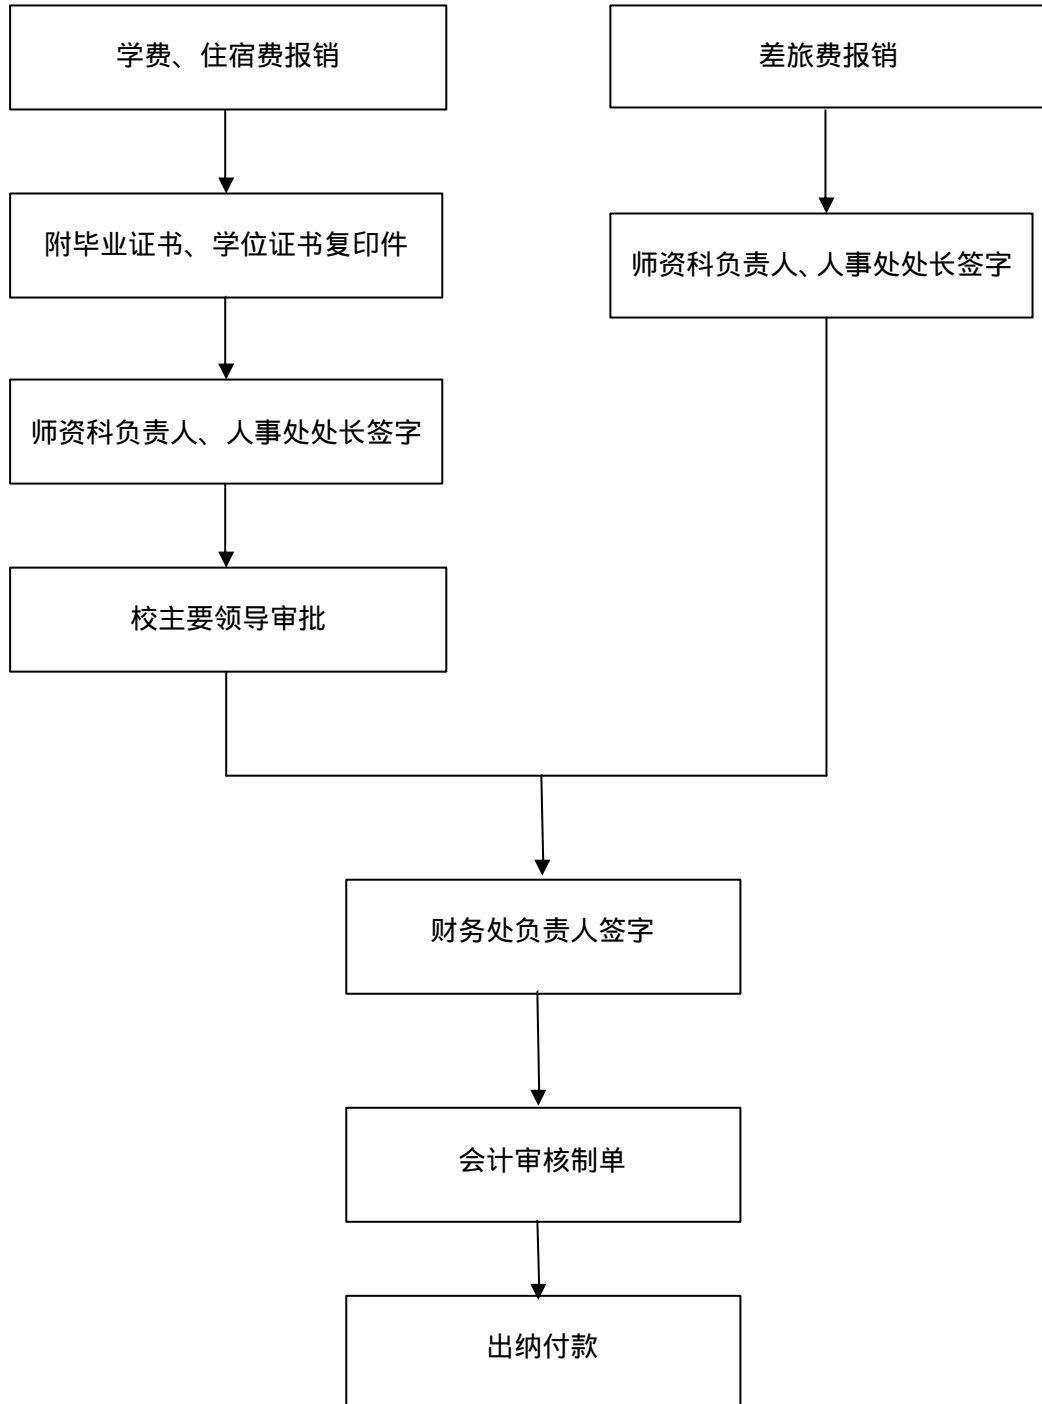 学费、住宿费报销
差旅费报销
附毕业证书、学位证书复印件
师资科负责人、人事处处长签字
师资科负责人、人事处处长签字
校主要领导审批
财务处负责人签字
会计审核制单
出纳付款